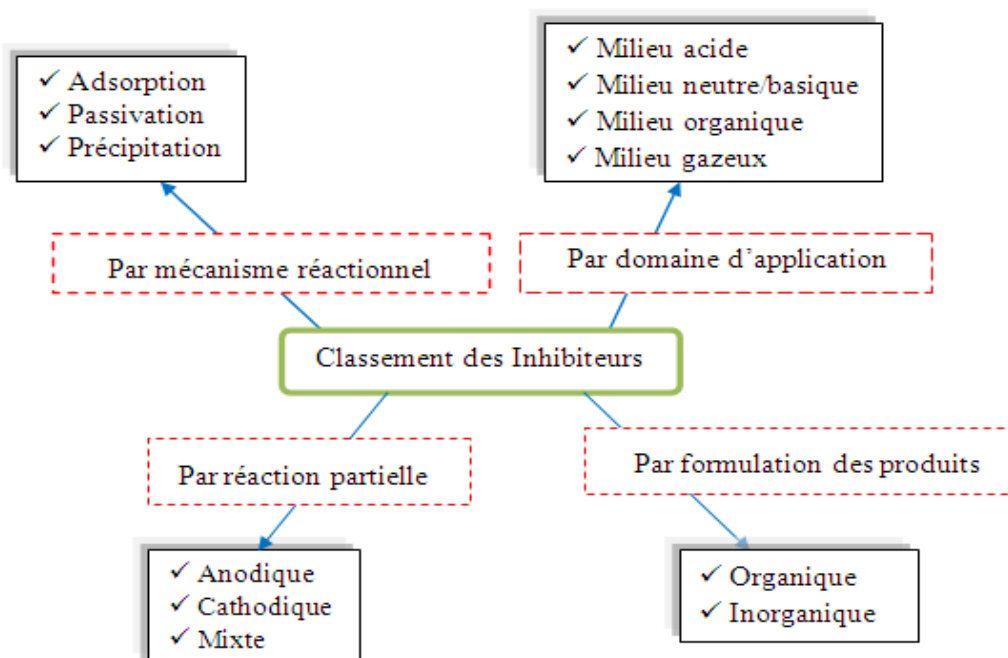 ✓ Adsorption
✓ Passivation
✓ Précipitation
✓ Milieu acide
✓ Milieu neutre/basique
✓ Milieu organique
✓ Milieu gazeux
Par mécanisme réactionnel
Par domaine d’application
Classement des Inhibiteurs
Par réaction partielle
Par formulation des produits
✓ Anodique
✓ Cathodique
✓ Mixte
✓ Organique
✓ Inorganique